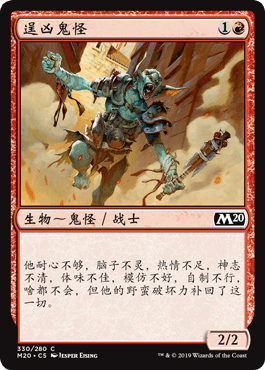 逞凶鬼怪 1
生物～鬼怪 / 战士
M20
他耐心不够，脑子不灵，热情不足，神志
不清，体味不佳，模仿不好，自制不行，
啥都不会，但他的野蛮破坏力补回了这
一切。
2/2
330/280 C
M20 • CS JESPER EJSING
™ & © 2019 Wizards of the Coast